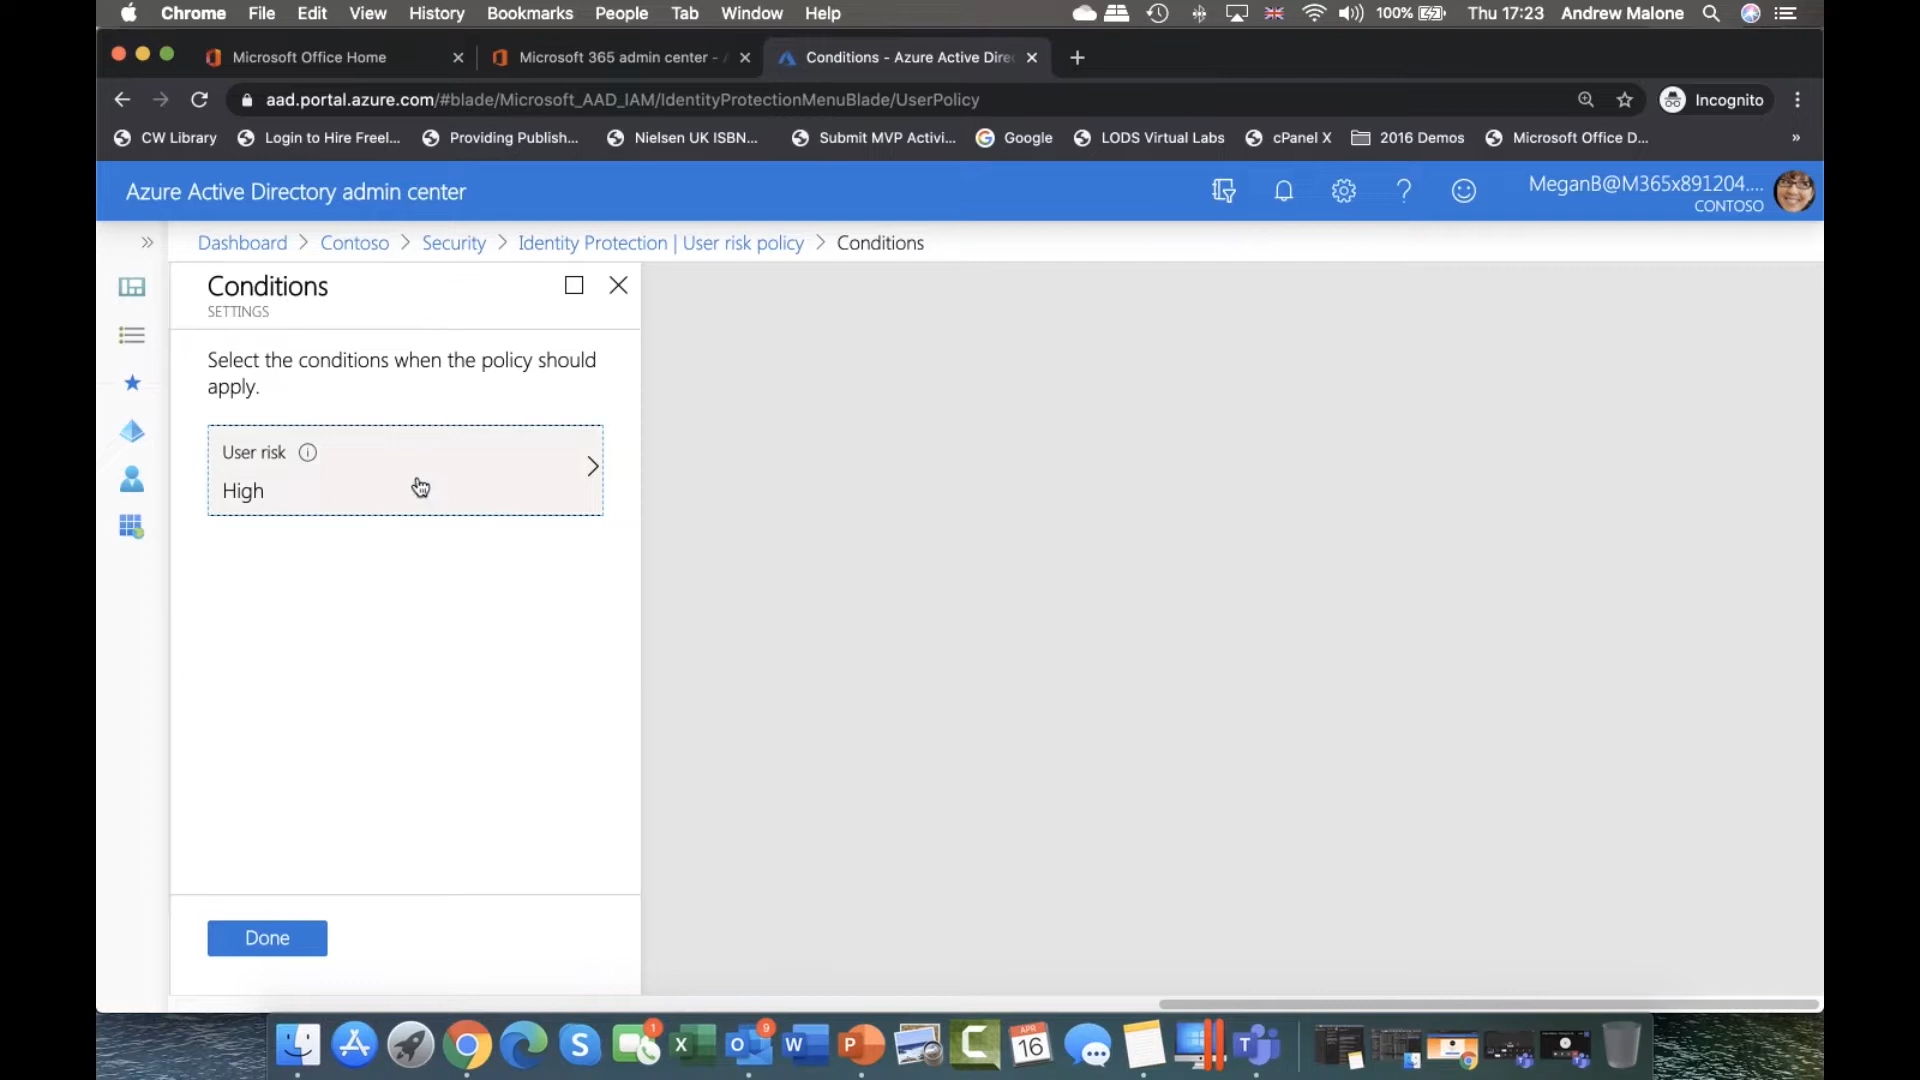 Chrome File Edit View History Bookmarks People Tab Window Help 100% Thu 17:23 Andrew Malone
Microsoft Office Home Microsoft 365 admin center - Conditions - Azure Active Dire
aad.portal.azure.com/#blade/Microsoft_AAD_IAM/IdentityProtectionMenuBlade/UserPolicy Incognito
CW Library Login to Hire Freel... Providing Publish... Nielsen UK ISBN... Submit MVP Activi... Google LODS Virtual Labs cPanel X 2016 Demos Microsoft Office D... »
Azure Active Directory admin center
MeganB@M365x891204....
CONTOSO
Dashboard > Contoso > Security > Identity Protection | User risk policy > Conditions
Conditions
SETTINGS
Select the conditions when the policy should
apply.
User risk
High
Done
1 9 APR
X O W P S C 16 T